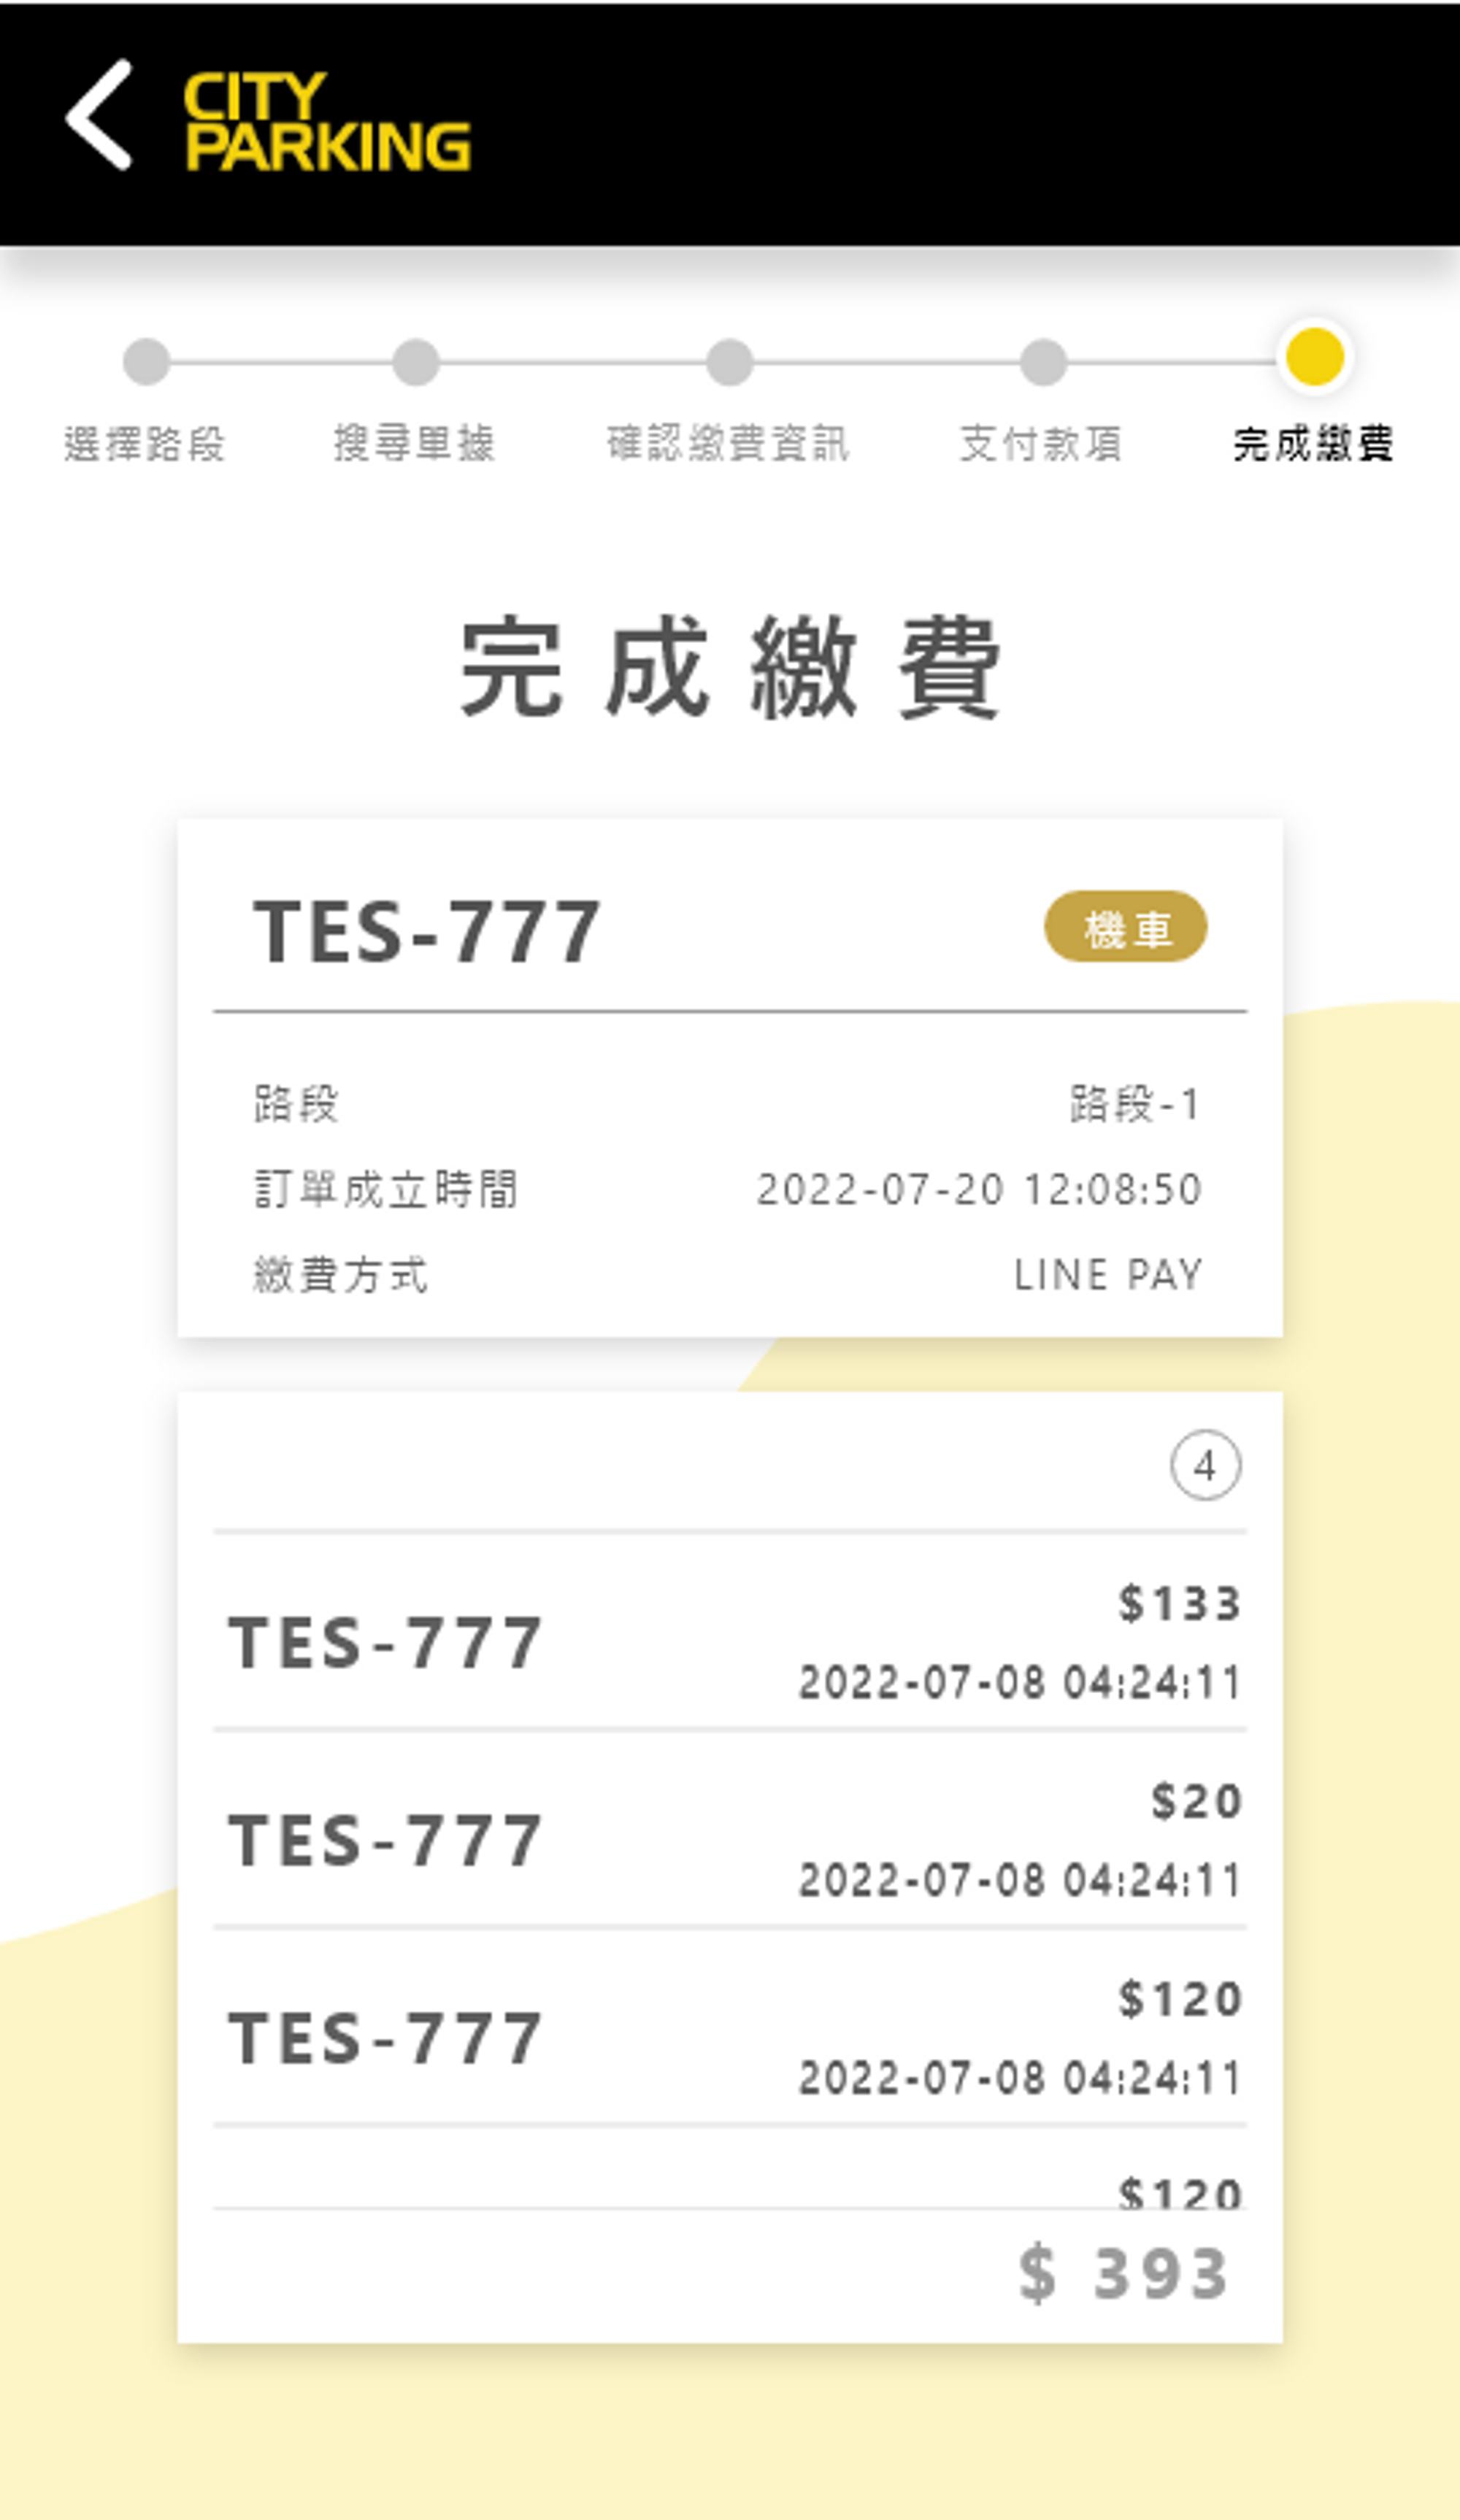 CITY
PARKING
選擇路段 搜尋單據 確認繳費資訊 支付款項 完成繳費
完成繳費
TES-777 機車
路段 路段-1
訂單成立時間 2022-07-20 12:08:50
繳費方式 LINE PAY
4
$133
TES-777
2022-07-08 04:24:11
$20
TES-777
2022-07-08 04:24:11
$120
TES-777
2022-07-08 04:24:11
$120
$ 393